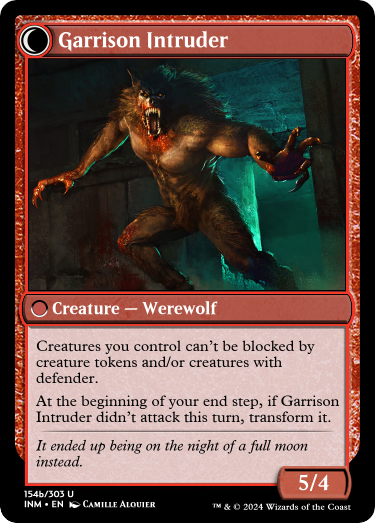 Garrison Intruder
Creature — Werewolf
Creatures you control can't be blocked by
creature tokens and/or creatures with
defender.
At the beginning of your end step, if Garrison
Intruder didn't attack this turn, transform it.
It ended up being on the night of a full moon
instead.
5/4
154b/303 U
INM • EN Camille Alquier
™ & © 2024 Wizards of the Coast